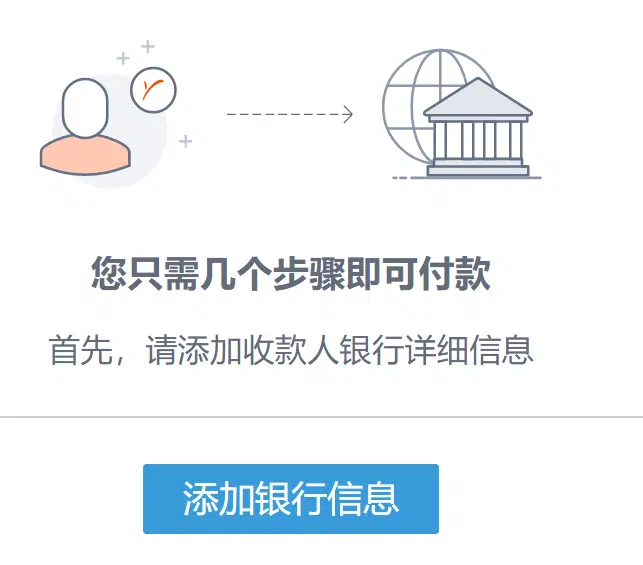 您只需几个步骤即可付款
首先，请添加收款人银行详细信息
添加银行信息